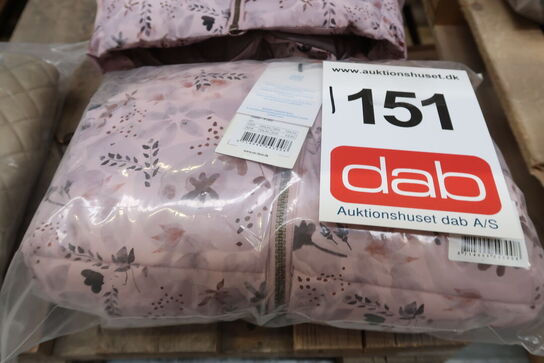 www.auktionshuset.dk
151
dab
Auktionshuset dab A/S